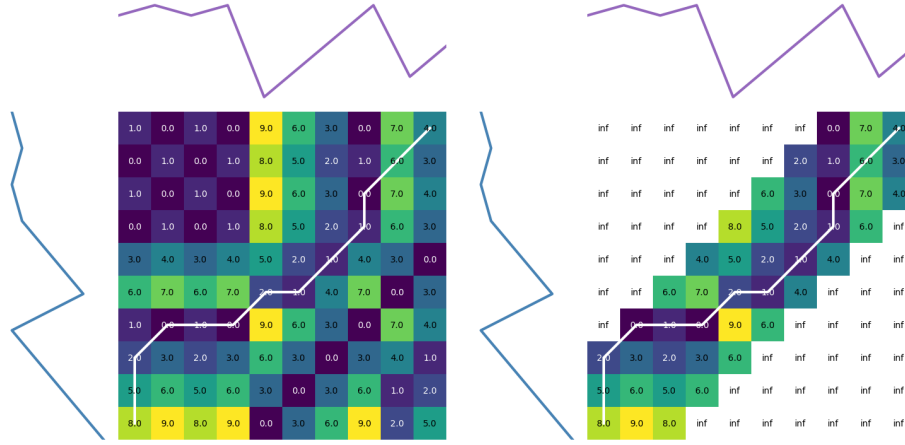 1.0 0.0 1.0 0.0 9.0 6.0 3.0 0.0 7.0 4.0 inf inf inf inf inf inf inf 0.0 7.0 4.0
0.0 1.0 0.0 1.0 8.0 5.0 2.0 1.0 6.0 3.0 inf inf inf inf inf inf 2.0 1.0 6.0 3.0
1.0 0.0 1.0 0.0 9.0 6.0 3.0 0.0 7.0 4.0 inf inf inf inf inf 6.0 3.0 0.0 7.0 4.0
0.0 1.0 0.0 1.0 8.0 5.0 2.0 1.0 6.0 3.0 inf inf inf inf 8.0 5.0 2.0 1.0 6.0 inf
3.0 4.0 3.0 4.0 5.0 2.0 1.0 4.0 3.0 0.0 inf inf inf 4.0 5.0 2.0 1.0 4.0 inf inf
6.0 7.0 6.0 7.0 2.0 1.0 4.0 7.0 0.0 3.0 inf inf 6.0 7.0 2.0 1.0 4.0 inf inf inf
1.0 0.0 1.0 0.0 9.0 6.0 3.0 0.0 7.0 4.0 inf 0.0 1.0 0.0 9.0 6.0 inf inf inf inf
2.0 3.0 2.0 3.0 6.0 3.0 0.0 3.0 4.0 1.0 2.0 3.0 2.0 3.0 6.0 inf inf inf inf inf
5.0 6.0 5.0 6.0 3.0 0.0 3.0 6.0 1.0 2.0 5.0 6.0 5.0 6.0 inf inf inf inf inf inf
8.0 9.0 8.0 9.0 0.0 3.0 6.0 9.0 2.0 5.0 8.0 9.0 8.0 inf inf inf inf inf inf inf